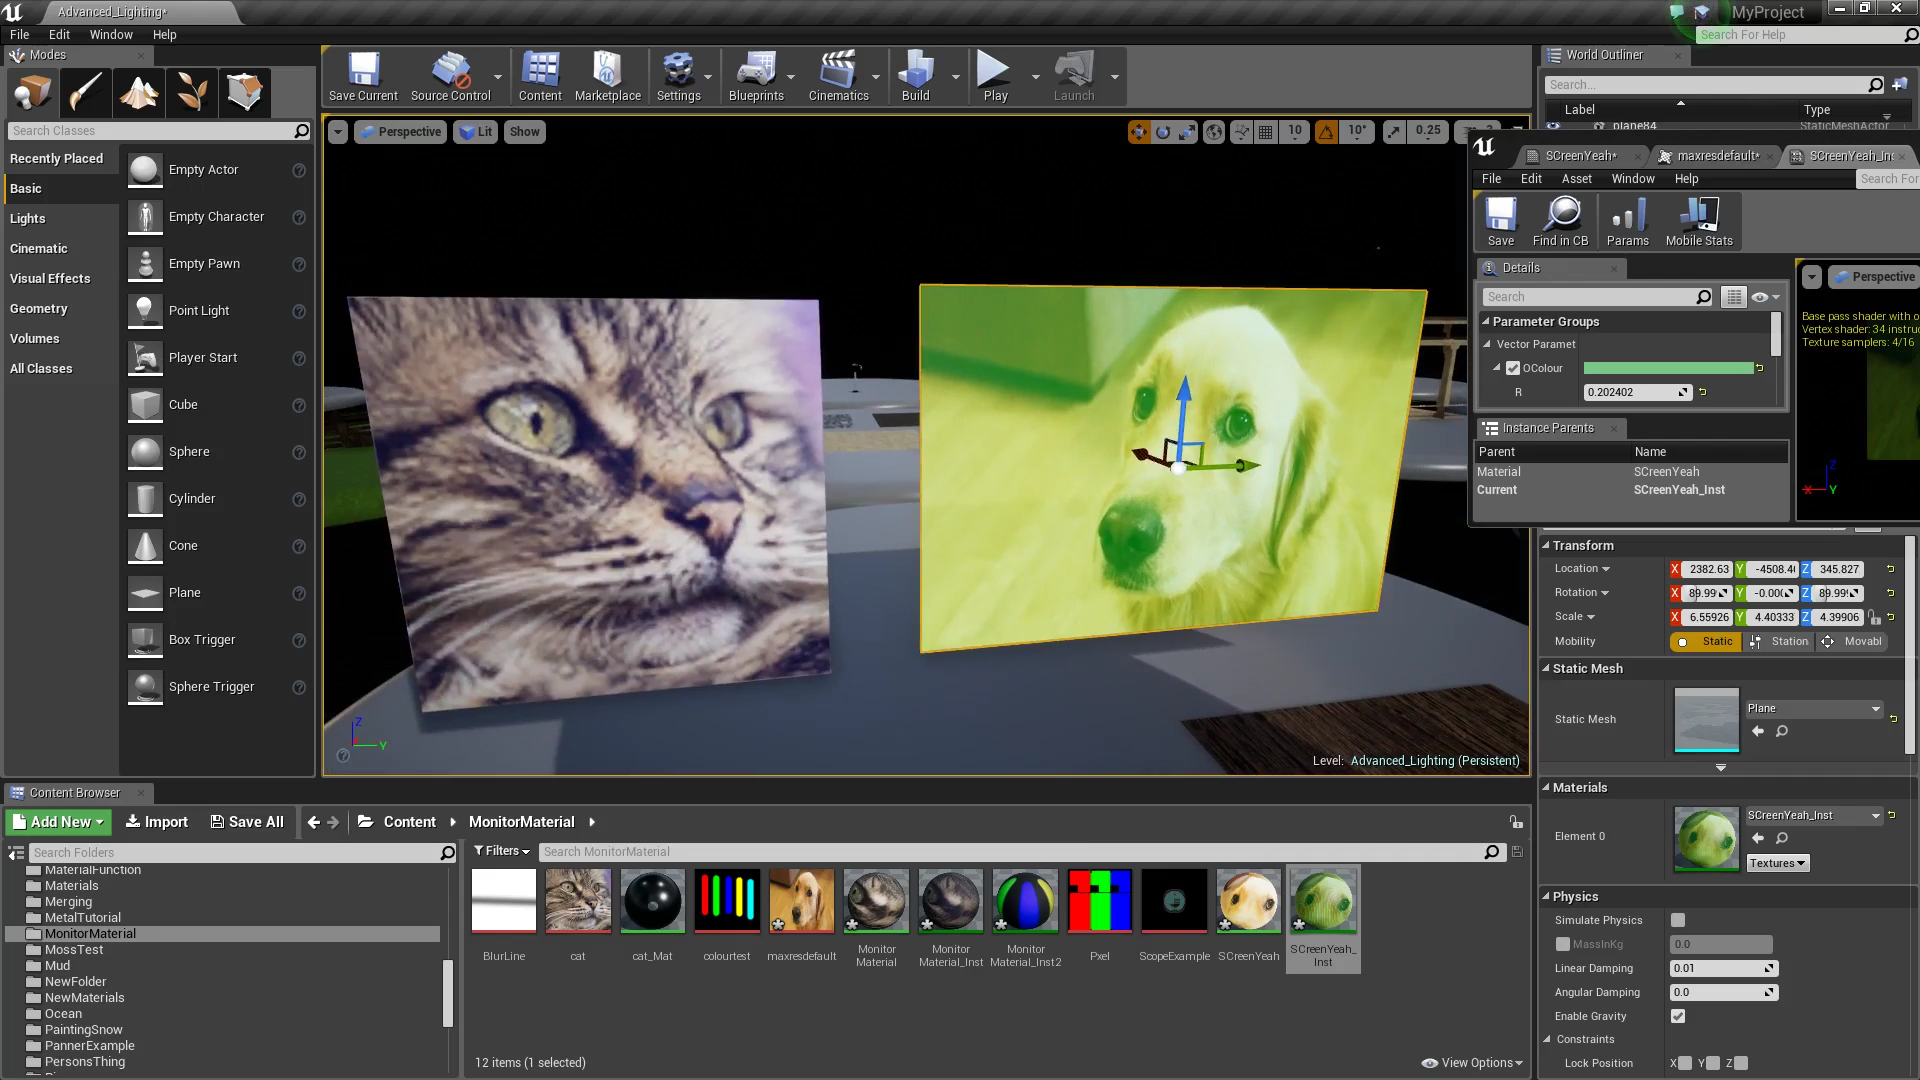 Advanced_Lighting*
MyProject
File Edit Window Help
Search For Help
Modes
World Outliner
Save Current
Source Control
Content
Marketplace
Settings
Blueprints
Cinematics
Build
Play
Launch
Search...
Label
Type
plane84
StaticMeshActor
Search Classes
Perspective
Lit
Show
10
10°
0.25
Recently Placed
Basic
Lights
Cinematic
Visual Effects
Geometry
Volumes
All Classes
Empty Actor
Empty Character
Empty Pawn
Point Light
Player Start
Cube
Sphere
Cylinder
Cone
Plane
Box Trigger
Sphere Trigger
SCreenYeah*
maxresdefault*
SCreenYeah_Inst
File Edit Asset Window Help
Search For
Save
Find in CB
Params
Mobile Stats
Details
Perspective
Search
Base pass shader with
Vertex shader: 34
Texture samplers: 4/16
Parameter Groups
Vector Paramet
OColour
R
0.202402
Instance Parents
Parent
Name
Material
SCreenYeah
Current
SCreenYeah_Inst
X Y
Z
Z
Y
Level: Advanced_Lighting (Persistent)
Transform
Location
X 2382.63 Y -4508.4 Z 345.827
Rotation
X 89.99 Y -0.00 Z 89.99
Scale
X 6.55926 Y 4.40333 Z 4.39906
Mobility
Static
Station
Movabl
Static Mesh
Static Mesh
Plane
Materials
Element 0
SCreenYeah_Inst
Textures
Physics
Simulate Physics
MassInKg
0.0
Linear Damping
0.01
Angular Damping
0.0
Enable Gravity
Constraints
Lock Position
X Y Z
Content Browser
Add New
Import
Save All
Content
MonitorMaterial
Search Folders
Filters
Search MonitorMaterial
MaterialFunction
Materials
Merging
MetalTutorial
MonitorMaterial
MossTest
Mud
NewFolder
NewMaterials
Ocean
PaintingSnow
PannerExample
PersonsThing
BlurLine
cat
cat_Mat
colourtest
maxresdefault
Monitor
Material
Monitor
Material_Inst
Monitor
Material_Inst2
Pxel
ScopeExample
SCreenYeah
SCreenYeah_
Inst
12 items (1 selected)
View Options